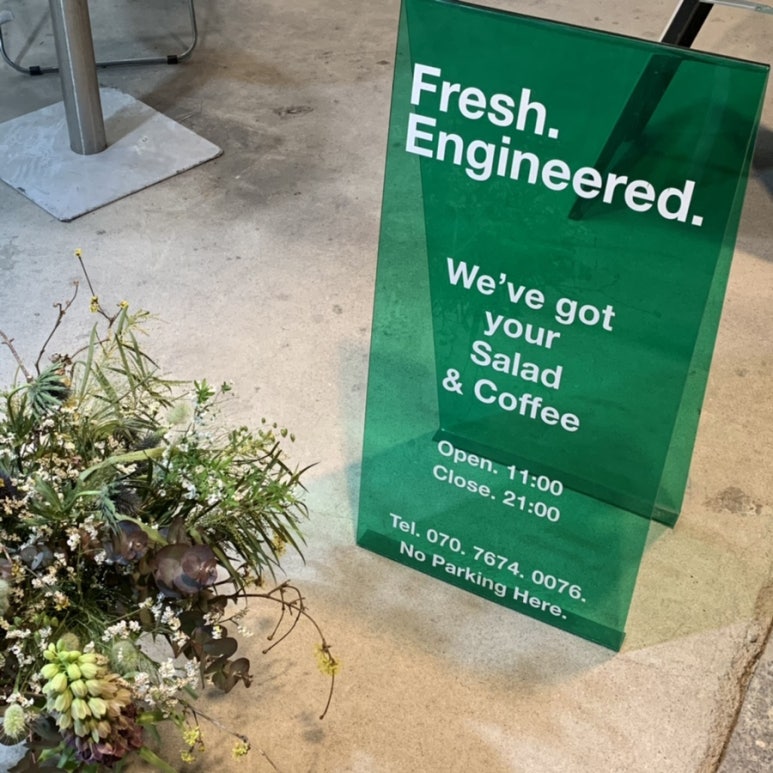 Fresh.
Engineered.
We've got
your
Salad
& Coffee
Open. 11:00
Close. 21:00
Tel. 070. 7674. 0076.
No Parking Here.